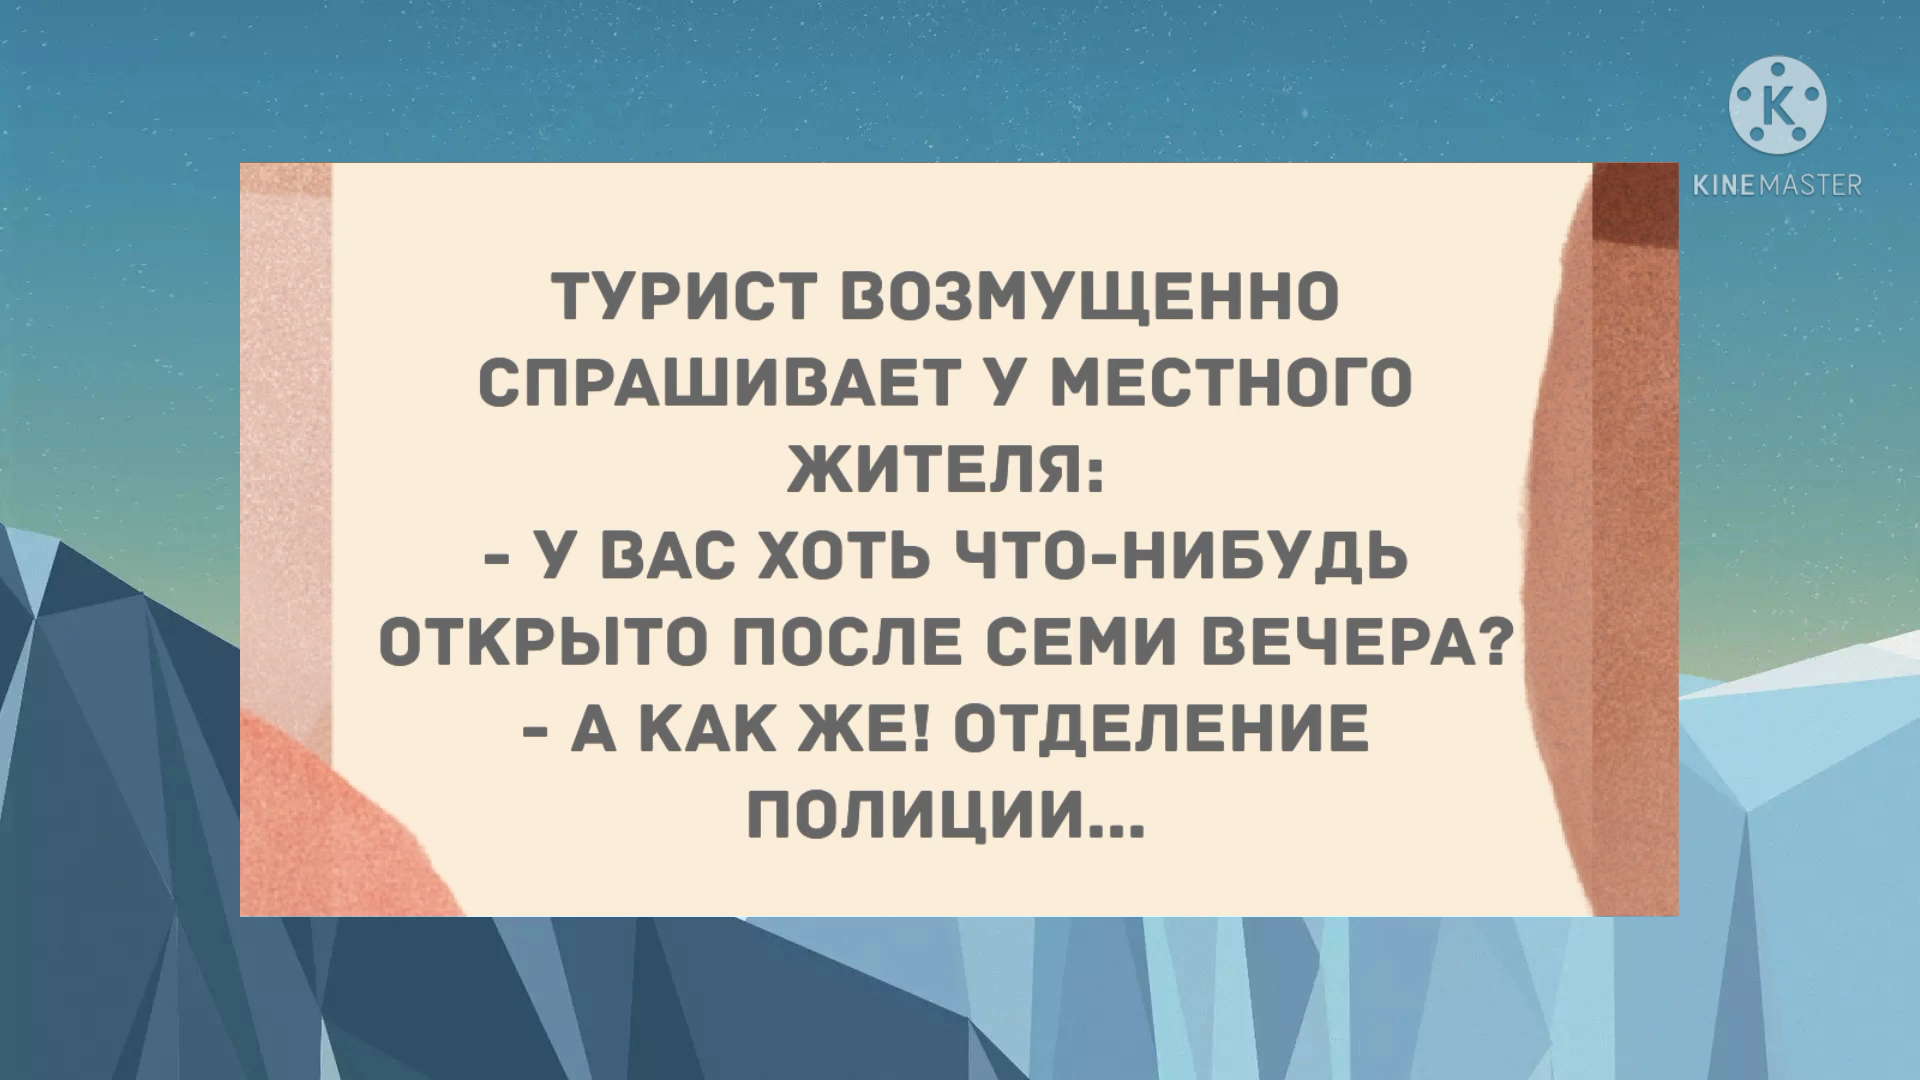 K
KINEMASTER
ТУРИСТ ВОЗМУЩЕННО
СПРАШИВАЕТ У МЕСТНОГО
ЖИТЕЛЯ:
- У ВАС ХОТЬ ЧТО-НИБУДЬ
ОТКРЫТО ПОСЛЕ СЕМИ ВЕЧЕРА?
- А КАК ЖЕ! ОТДЕЛЕНИЕ
ПОЛИЦИИ...